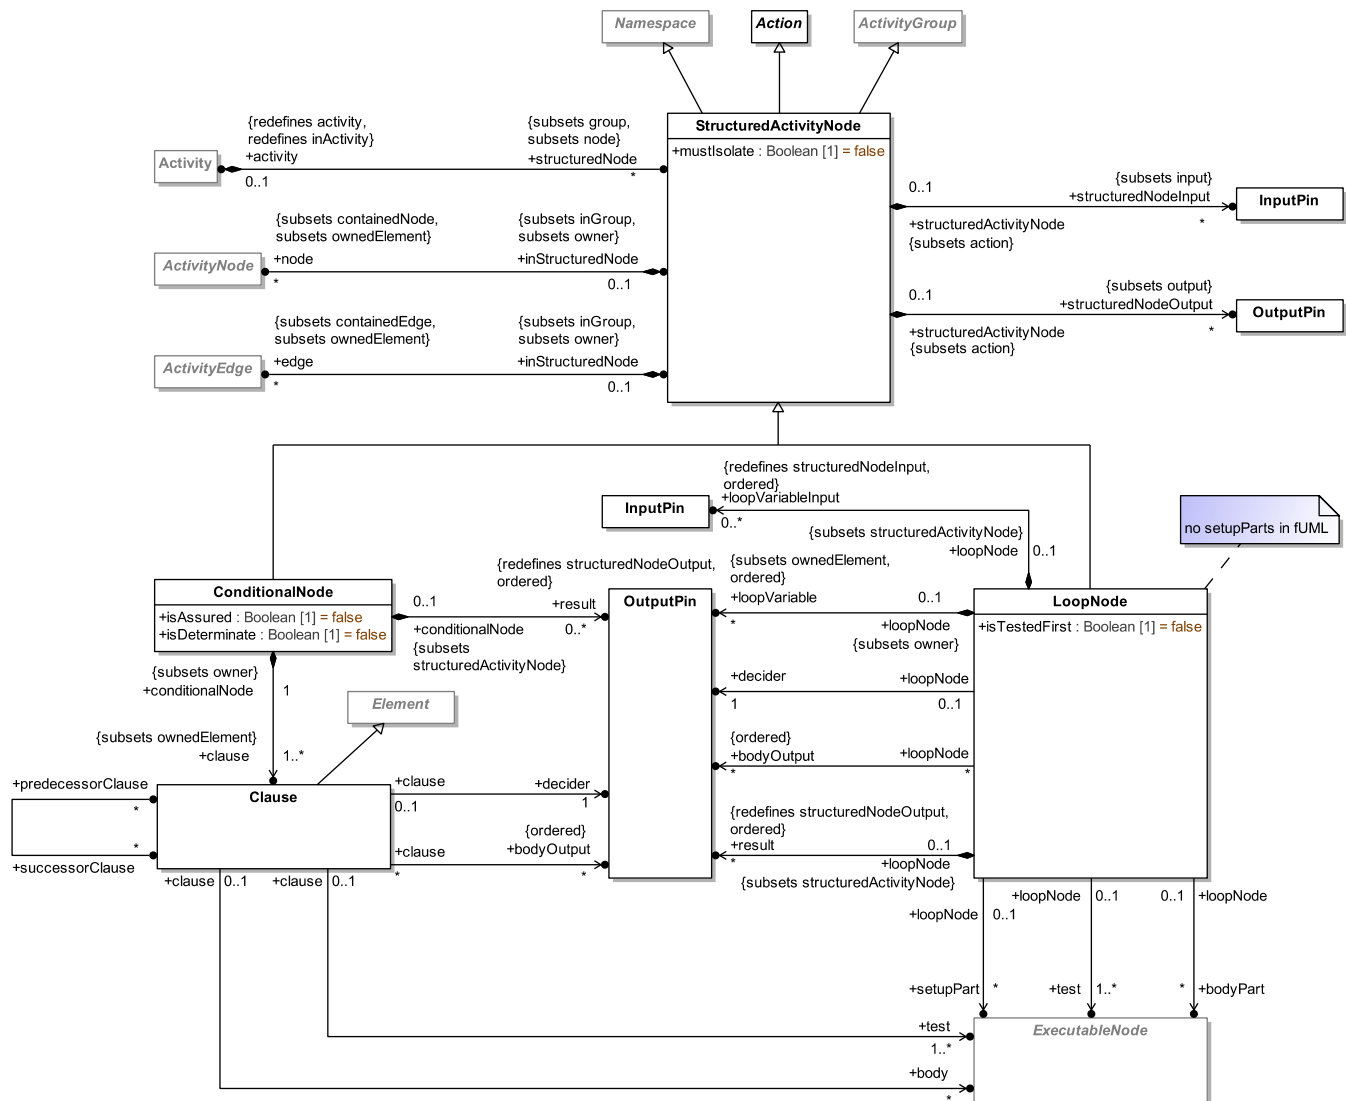 Namespace
Action
ActivityGroup
StructuredActivityNode
+mustIsolate : Boolean [1] = false
{redefines activity,
redefines inActivity}
+activity
0..1
{subsets group,
subsets node}
+structuredNode
*
Activity
{subsets containedNode,
subsets ownedElement}
+node
*
{subsets inGroup,
subsets owner}
+inStructuredNode
0..1
ActivityNode
{subsets containedEdge,
subsets ownedElement}
+edge
*
{subsets inGroup,
subsets owner}
+inStructuredNode
0..1
ActivityEdge
0..1
+structuredActivityNode
{subsets action}
{subsets input}
+structuredNodeInput
*
InputPin
0..1
+structuredActivityNode
{subsets action}
{subsets output}
+structuredNodeOutput
*
OutputPin
{redefines structuredNodeInput,
ordered}
+loopVariableInput
0..*
InputPin
{subsets structuredActivityNode}
+loopNode
0..1
no setupParts in fUML
ConditionalNode
+isAssured : Boolean [1] = false
+isDeterminate : Boolean [1] = false
0..1
+conditionalNode
{subsets
structuredActivityNode}
{redefines structuredNodeOutput,
ordered}
+result
0..*
OutputPin
{subsets ownedElement,
ordered}
+loopVariable
*
0..1
+loopNode
{subsets owner}
LoopNode
+isTestedFirst : Boolean [1] = false
+decider
1
+loopNode
0..1
{ordered}
+bodyOutput
*
+loopNode
*
{redefines structuredNodeOutput,
ordered}
+result
*
0..1
+loopNode
{subsets structuredActivityNode}
{subsets owner}
+conditionalNode
1
{subsets ownedElement}
+clause
1..*
Element
Clause
+predecessorClause
*
*
+successorClause
+clause
0..1
+decider
1
+clause
*
{ordered}
+bodyOutput
*
+clause
0..1
+clause
0..1
+loopNode
0..1
+loopNode
0..1
0..1
+loopNode
+setupPart
*
+test
1..*
*
+bodyPart
ExecutableNode
+test
1..*
+body
*